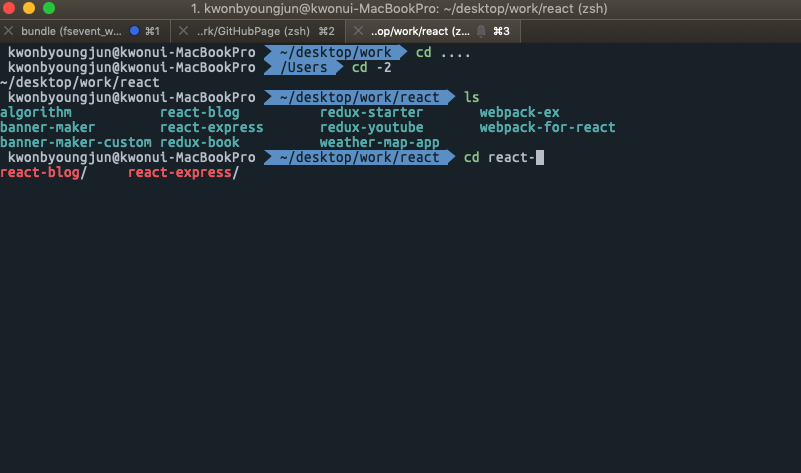 1. kwonbyoungjun@kwonui-MacBookPro: ~/desktop/work/react (zsh)
bundle (fsevent_w... ⌘1 ..rk/GitHubPage (zsh) ⌘2 ..op/work/react (z... ⌘3
kwonbyoungjun@kwonui-MacBookPro ~/desktop/work cd ....
kwonbyoungjun@kwonui-MacBookPro /Users cd -2
~/desktop/work/react
kwonbyoungjun@kwonui-MacBookPro ~/desktop/work/react ls
algorithm react-blog redux-starter webpack-ex
banner-maker react-express redux-youtube webpack-for-react
banner-maker-custom redux-book weather-map-app
kwonbyoungjun@kwonui-MacBookPro ~/desktop/work/react cd react-
react-blog/ react-express/